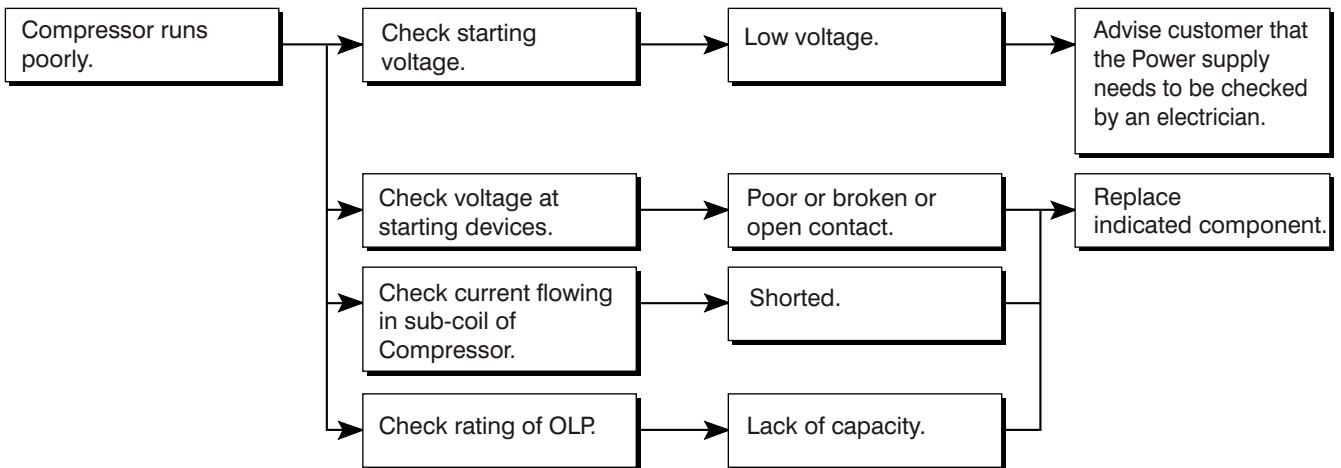 Compressor runs
poorly.
Check starting
voltage.
Low voltage.
Advise customer that
the Power supply
needs to be checked
by an electrician.
Check voltage at
starting devices.
Poor or broken or
open contact.
Replace
indicated component.
Check current flowing
in sub-coil of
Compressor.
Shorted.
Check rating of OLP.
Lack of capacity.